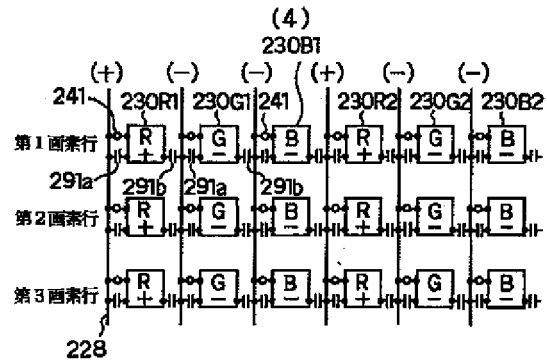 (4)
230B1
(+) (-) (-) (+) (-) (-)
241 230R1 230G1 241 230R2 230G2 230B2
第1画素行 R + G - B - R + G - B -
291a 291b 291a 291b
第2画素行 R + G - B - R + G - B -
第3画素行 R + G - B - R + G - B -
228